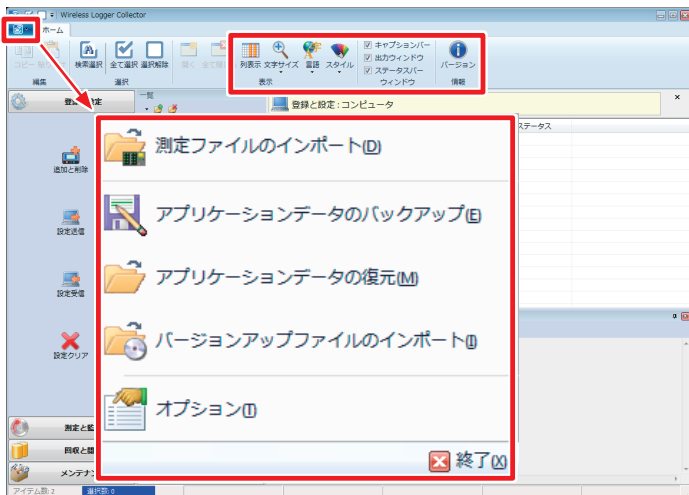 Wireless Logger Collector
ホーム
コピー
検索選択
全て選択
選択解除
開く
列表示
文字サイズ
言語
スタイル
キャプションバー
出力ウィンドウ
ステータスバー
バージョン
編集
選択
表示
ウィンドウ
情報
一覧
登録と設定 : コンピュータ
ステータス
追加と削除
設定送信
設定受信
設定クリア
測定ファイルのインポート(D)
アプリケーションデータのバックアップ(E)
アプリケーションデータの復元(M)
バージョンアップファイルのインポート(I)
オプション(T)
終了(X)
測定と
回収と
メンテナン
アイテム数: 2
選択数: 0